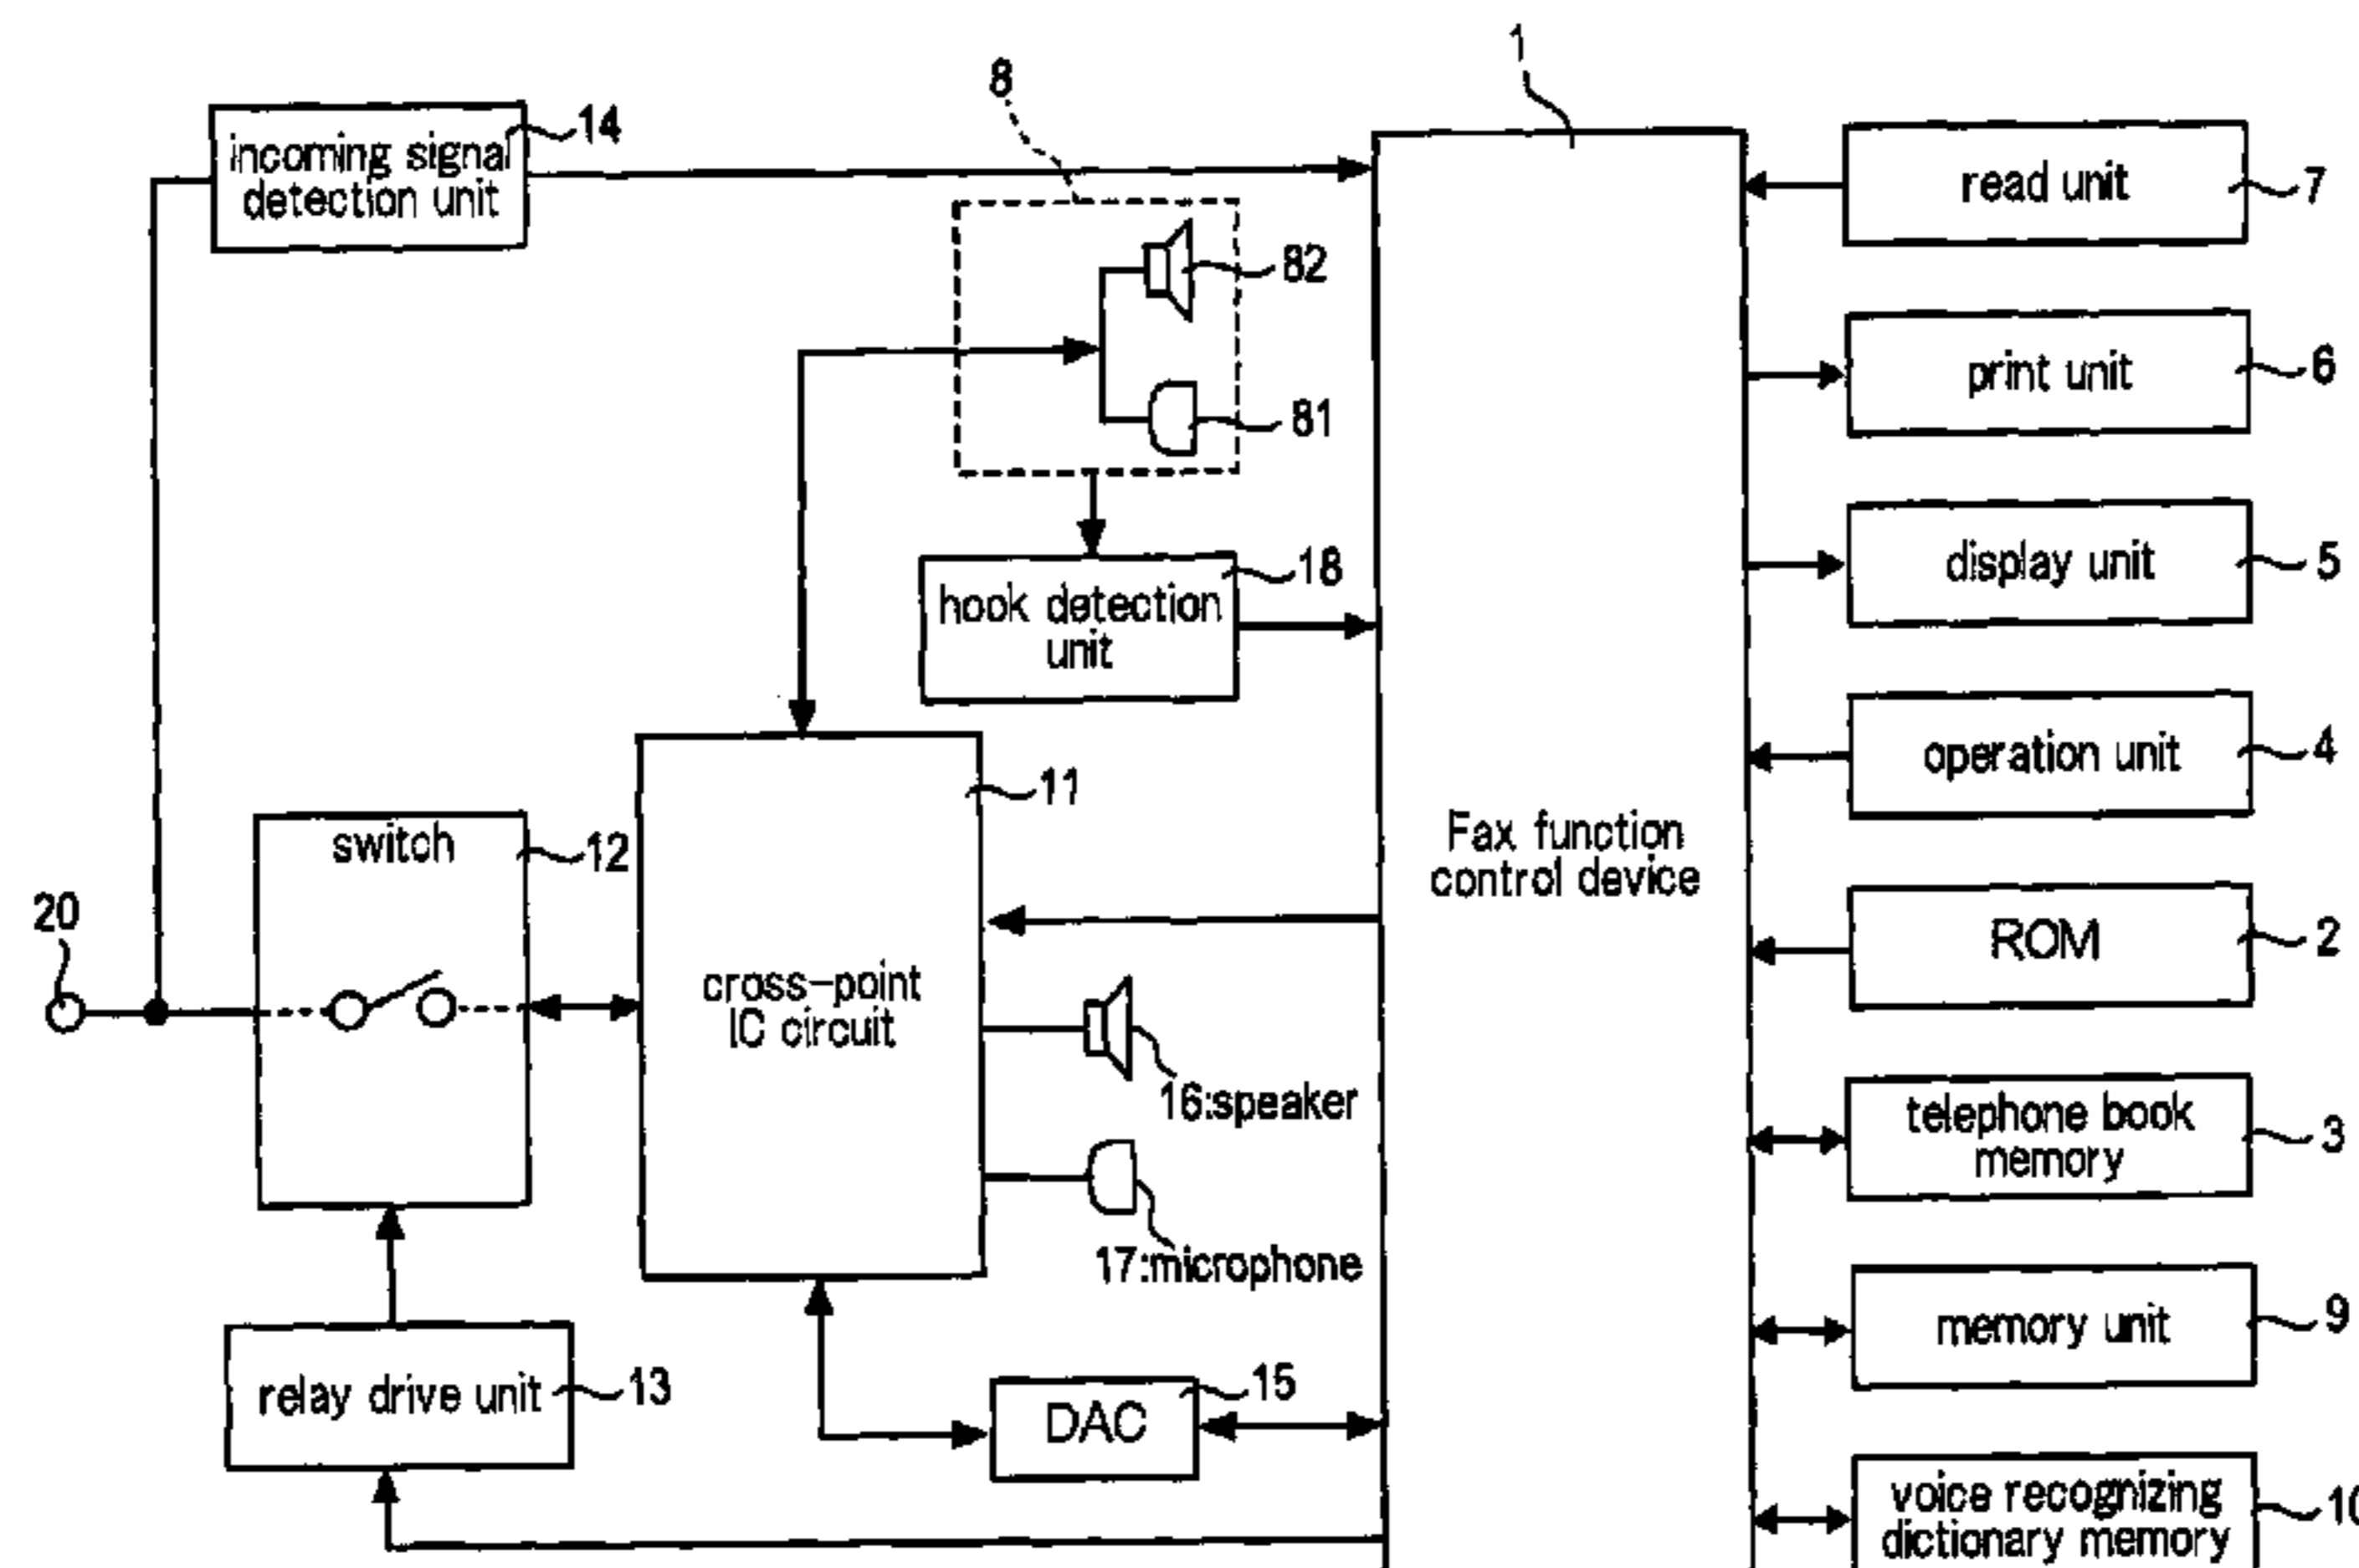 1
8
14
incoming signal
detection unit
read unit
7
82
print unit
6
81
display unit
5
18
hook detection
unit
operation unit
4
11
switch
12
Fax function
control device
20
ROM
2
cross-point
IC circuit
16:speaker
telephone book
memory
3
17:microphone
memory unit
9
relay drive unit
13
DAC
15
voice recognizing
dictionary memory
10